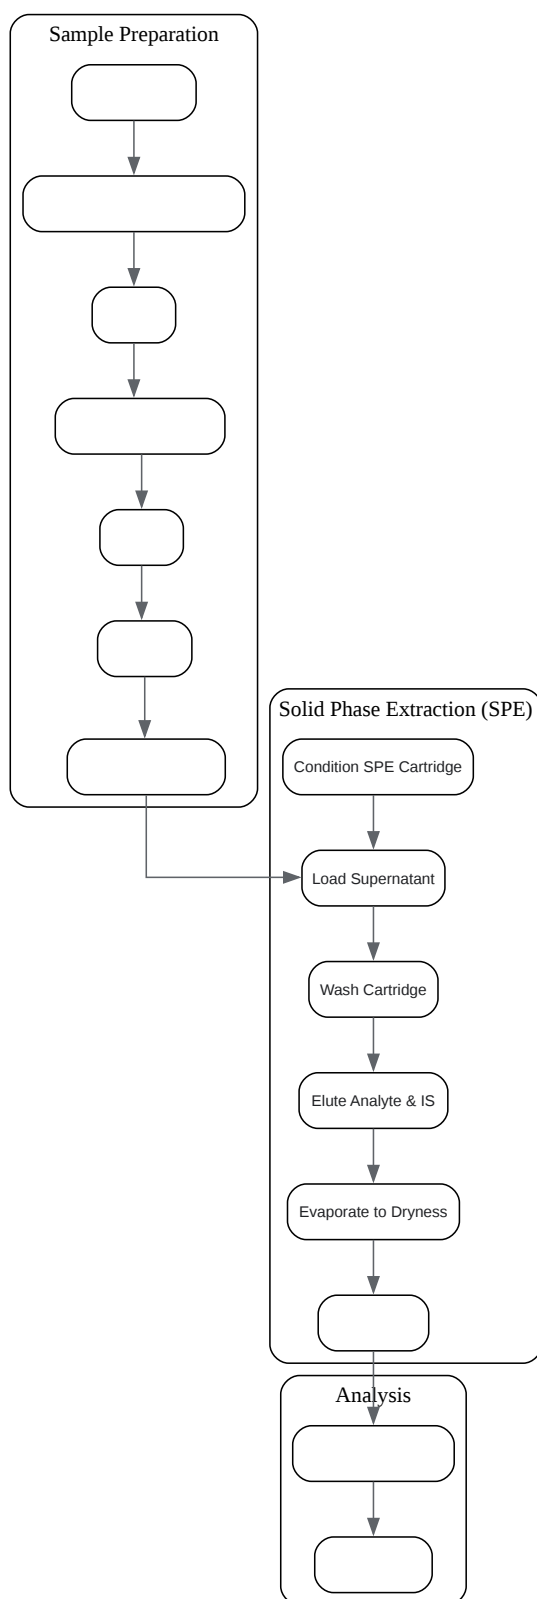 Sample Preparation
Solid Phase Extraction (SPE)
Condition SPE Cartridge
Load Supernatant
Wash Cartridge
Elute Analyte & IS
Evaporate to Dryness
Analysis